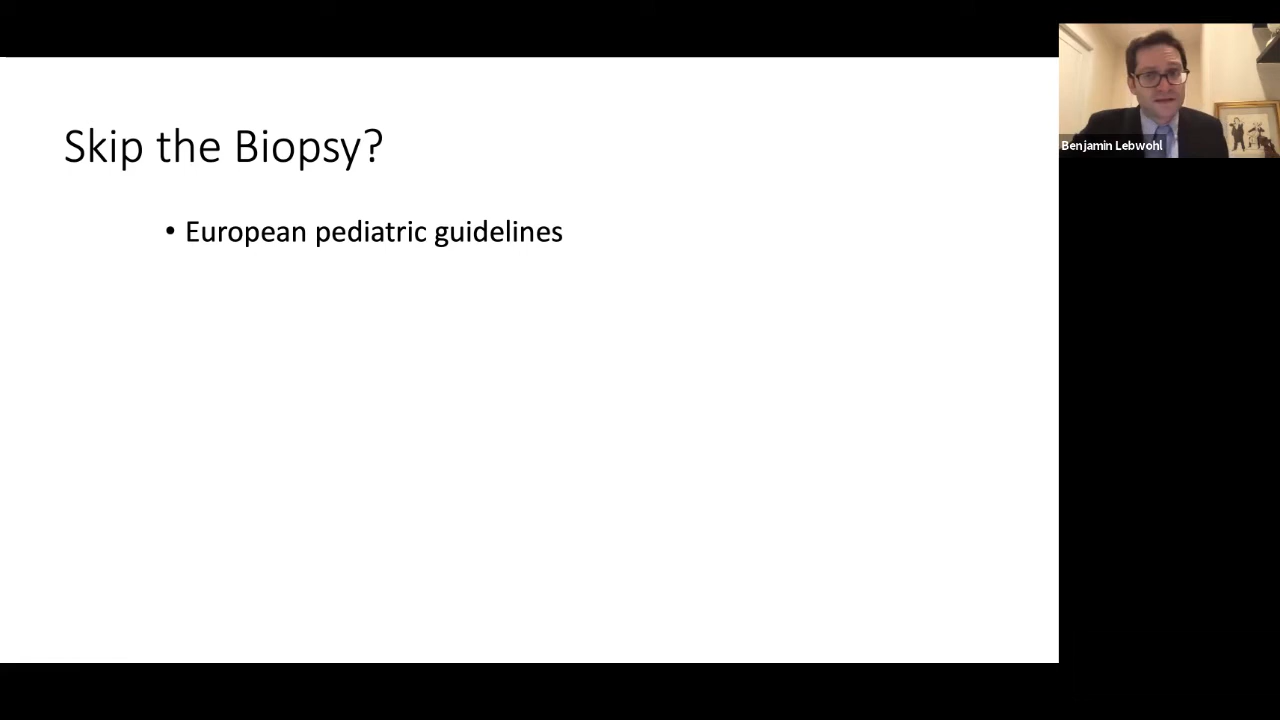 Skip the Biopsy?
• European pediatric guidelines
Benjamin Lebwohl